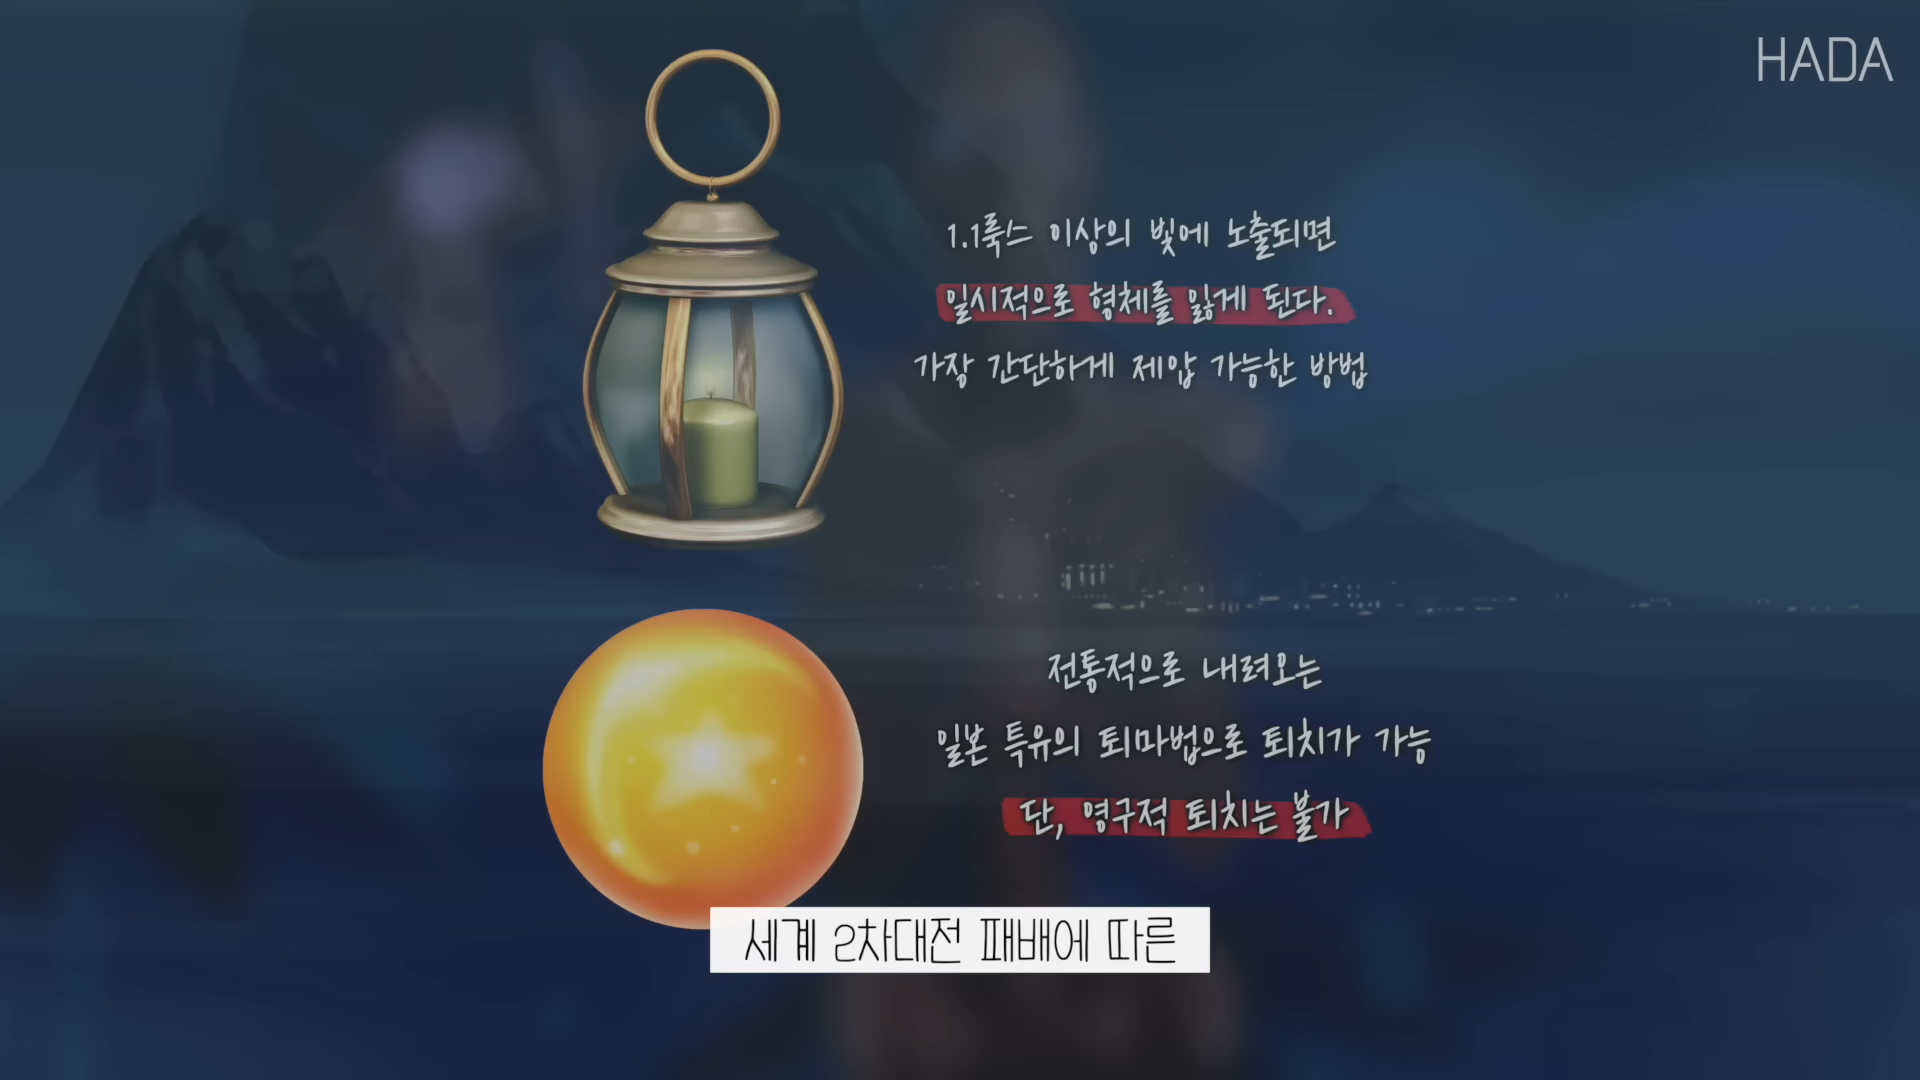 HADA
1.1룩스 이상의 빛에 노출되면
일시적으로 형체를 잃게 된다.
가장 간단하게 제압 가능한 방법
전통적으로 내려오는
일본 특유의 퇴마법으로 퇴치가 가능
단, 영구적 퇴치는 불가
세계 2차대전 패배에 따른